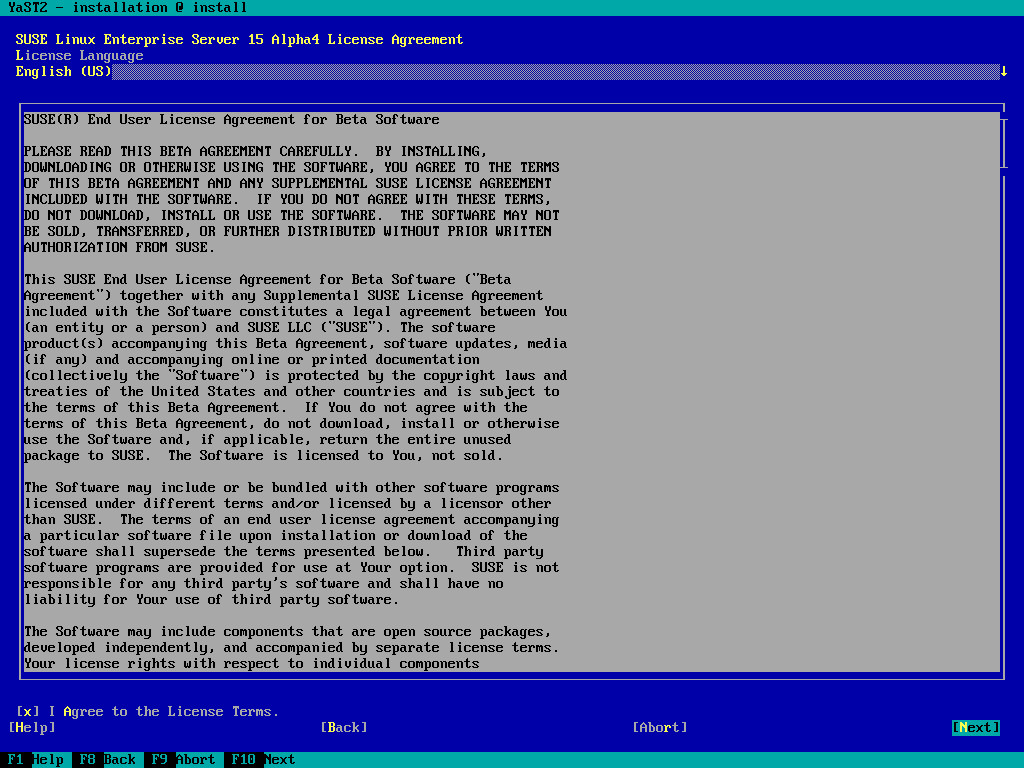 YaST2 - installation @ install
SUSE Linux Enterprise Server 15 Alpha4 License Agreement
License Language
English (US) ↓
SUSE(R) End User License Agreement for Beta Software
PLEASE READ THIS BETA AGREEMENT CAREFULLY.  BY INSTALLING,
DOWNLOADING OR OTHERWISE USING THE SOFTWARE, YOU AGREE TO THE TERMS
OF THIS BETA AGREEMENT AND ANY SUPPLEMENTAL SUSE LICENSE AGREEMENT
INCLUDED WITH THE SOFTWARE.  IF YOU DO NOT AGREE WITH THESE TERMS,
DO NOT DOWNLOAD, INSTALL OR USE THE SOFTWARE.  THE SOFTWARE MAY NOT
BE SOLD, TRANSFERRED, OR FURTHER DISTRIBUTED WITHOUT PRIOR WRITTEN
AUTHORIZATION FROM SUSE.
This SUSE End User License Agreement for Beta Software ("Beta
Agreement") together with any Supplemental SUSE License Agreement
included with the Software constitutes a legal agreement between You
(an entity or a person) and SUSE LLC ("SUSE"). The software
product(s) accompanying this Beta Agreement, software updates, media
(if any) and accompanying online or printed documentation
(collectively the "Software") is protected by the copyright laws and
treaties of the United States and other countries and is subject to
the terms of this Beta Agreement.  If You do not agree with the
terms of this Beta Agreement, do not download, install or otherwise
use the Software and, if applicable, return the entire unused
package to SUSE.  The Software is licensed to You, not sold.
The Software may include or be bundled with other software programs
licensed under different terms and/or licensed by a licensor other
than SUSE.  The terms of an end user license agreement accompanying
a particular software file upon installation or download of the
software shall supersede the terms presented below.   Third party
software programs are provided for use at Your option.  SUSE is not
responsible for any third party's software and shall have no
liability for Your use of third party software.
The Software may include components that are open source packages,
developed independently, and accompanied by separate license terms.
Your license rights with respect to individual components
[x] I Agree to the License Terms.
[Help] [Back] [Abort] [Next]
F1 Help F8 Back F9 Abort F10 Next